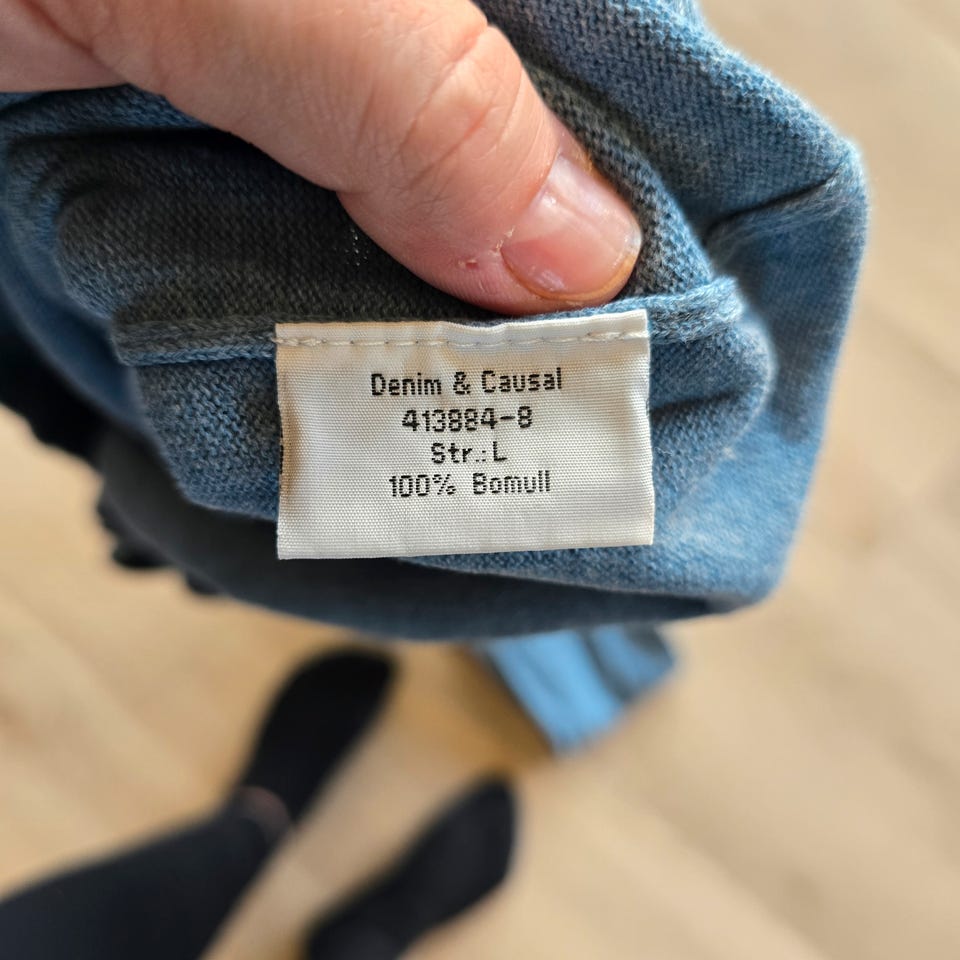 Denim & Causal
413884-8
Str.:L
100% Bomull